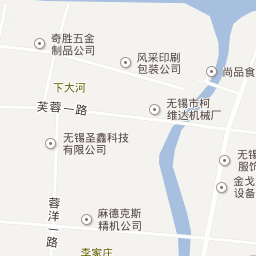 奇胜五金
制品公司
风采印刷
包装公司
尚品食
下大河
芙蓉一路
无锡市柯
维达机械厂
无锡圣鑫科技
有限公司
无锡
服饰
金戈
设备
蓉洋一路
麻德克斯
精机公司
李家庄